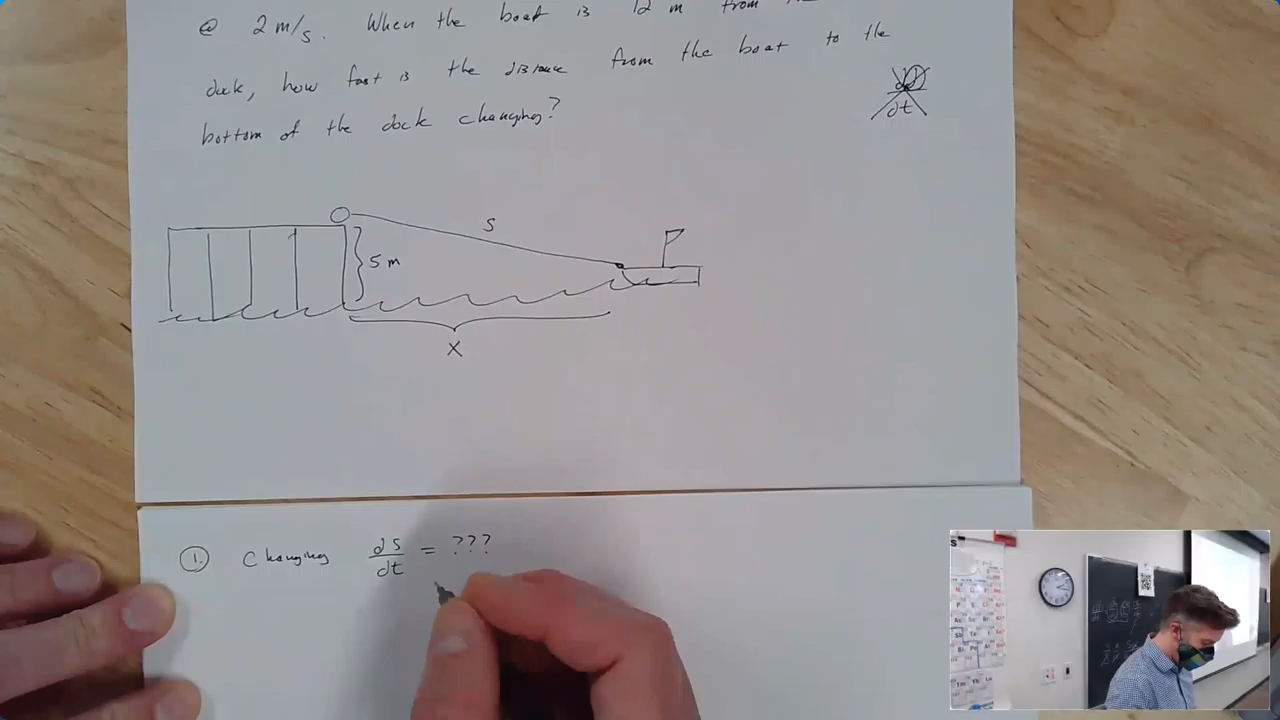 @ 2 m/s. When the boat is 12 m from
duck, how fast is the distance from the boat to the
bottom of the dock changing?
dt
S
5 m
X
1. Changing dS/dt = ???